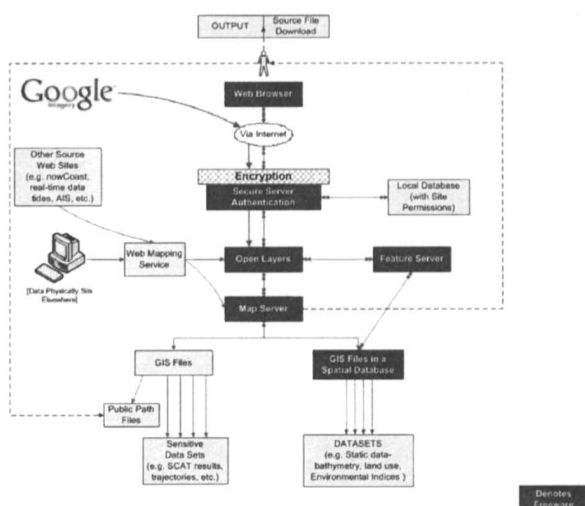 OUTPUT
Source File
Download
Google
Imagery
Web Browser
Via Internet
Other Source
Web Sites
(e.g. nowCoast,
real-time data
tides, AIS, etc.)
Encryption
Secure Server
Authentication
Local Database
(with Site
Permissions)
Web Mapping
Service
Open Layers
Feature Server
[Data Physically Sits
Elsewhere]
Map Server
GIS Files
GIS Files in a
Spatial Database
Public Path
Files
Sensitive
Data Sets
(e.g. SCAT results,
trajectories, etc.)
DATASETS
(e.g. Static data-
bathymetry, land use,
Environmental Indices )
Denotes
Freeware